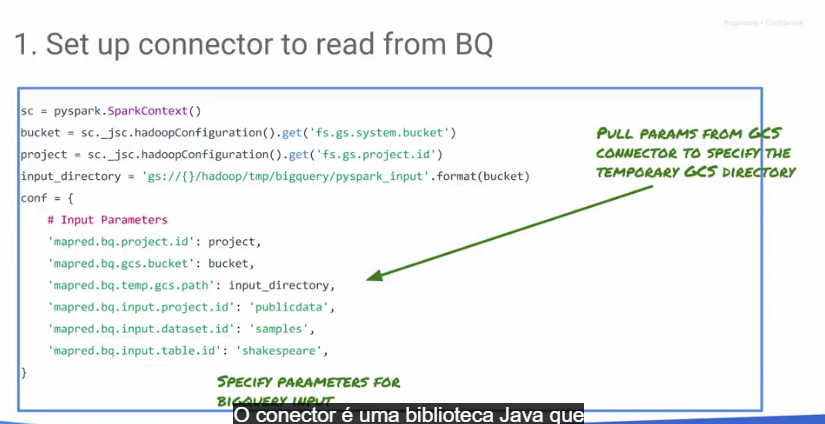 Proprietary + Confidential
1. Set up connector to read from BQ
sc = pyspark.SparkContext()
bucket = sc._jsc.hadoopConfiguration().get('fs.gs.system.bucket')
project = sc._jsc.hadoopConfiguration().get('fs.gs.project.id')
input_directory = 'gs://{}/hadoop/tmp/bigquery/pyspark_input'.format(bucket)
conf = {
# Input Parameters
'mapred.bq.project.id': project,
'mapred.bq.gcs.bucket': bucket,
'mapred.bq.temp.gcs.path': input_directory,
'mapred.bq.input.project.id': 'publicdata',
'mapred.bq.input.dataset.id': 'samples',
'mapred.bq.input.table.id': 'shakespeare',
}
PULL PARAMS FROM GCS
CONNECTOR TO SPECIFY THE
TEMPORARY GCS DIRECTORY
SPECIFY PARAMETERS FOR
BIGQUERY INPUT
O conector é uma biblioteca Java que